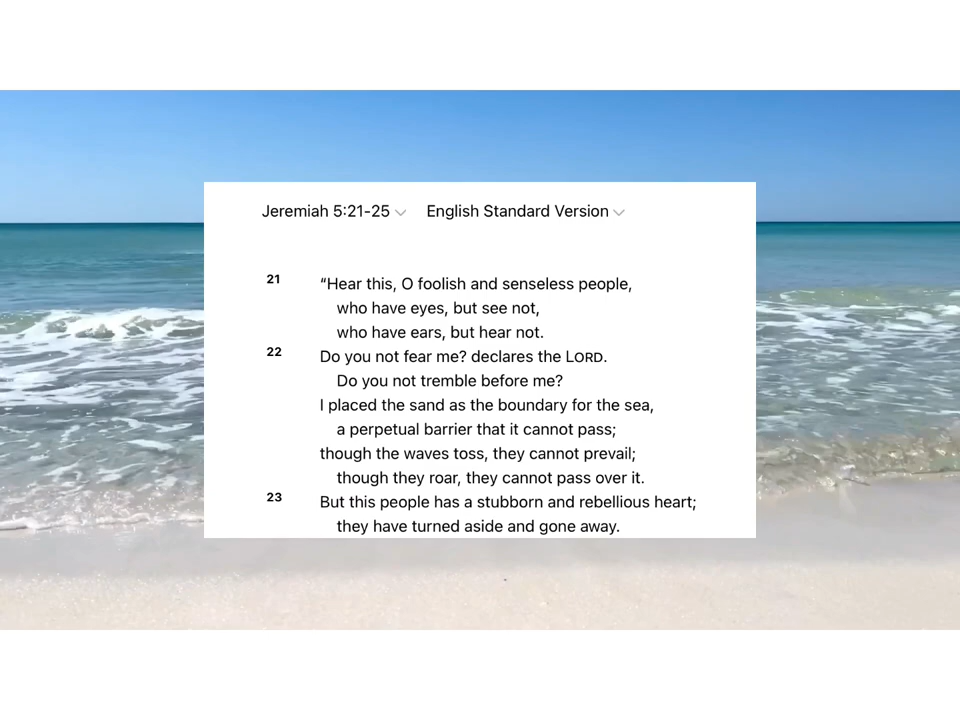 Jeremiah 5:21-25 English Standard Version
21 “Hear this, O foolish and senseless people,
who have eyes, but see not,
who have ears, but hear not.
22 Do you not fear me? declares the LORD.
Do you not tremble before me?
I placed the sand as the boundary for the sea,
a perpetual barrier that it cannot pass;
though the waves toss, they cannot prevail;
though they roar, they cannot pass over it.
23 But this people has a stubborn and rebellious heart;
they have turned aside and gone away.